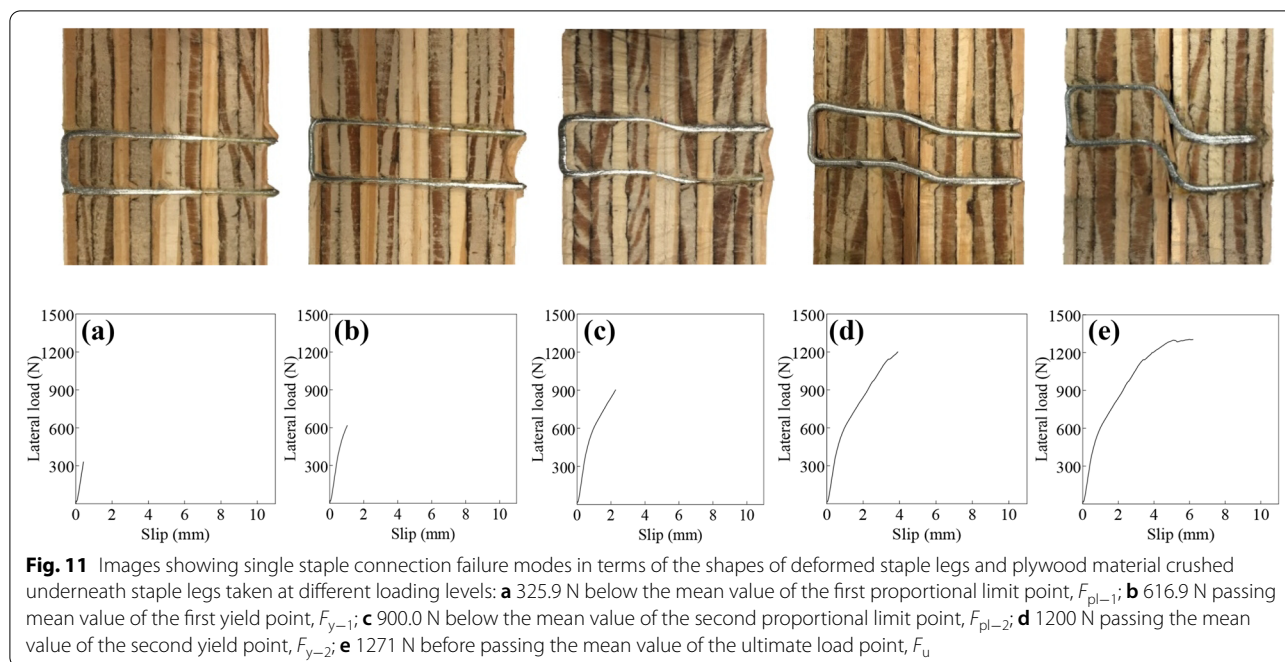 (a)
(b)
(c)
(d)
(e)
1500
1200
900
600
300
Lateral load (N)
0 2 4 6 8 10
Slip (mm)
1500
1200
900
600
300
Lateral load (N)
0 2 4 6 8 10
Slip (mm)
1500
1200
900
600
300
Lateral load (N)
0 2 4 6 8 10
Slip (mm)
1500
1200
900
600
300
Lateral load (N)
0 2 4 6 8 10
Slip (mm)
1500
1200
900
600
300
Lateral load (N)
0 2 4 6 8 10
Slip (mm)
Fig. 11 Images showing single staple connection failure modes in terms of the shapes of deformed staple legs and plywood material crushed
underneath staple legs taken at different loading levels: a 325.9 N below the mean value of the first proportional limit point, Fpl−1; b 616.9 N passing
mean value of the first yield point, Fy−1; c 900.0 N below the mean value of the second proportional limit point, Fpl−2; d 1200 N passing the mean
value of the second yield point, Fy−2; e 1271 N before passing the mean value of the ultimate load point, Fu